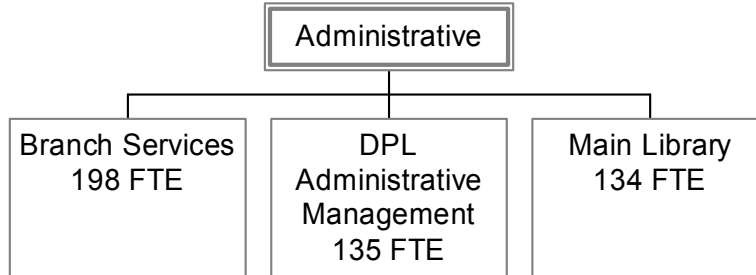 Administrative
Branch Services
198 FTE
DPL
Administrative
Management
135 FTE
Main Library
134 FTE